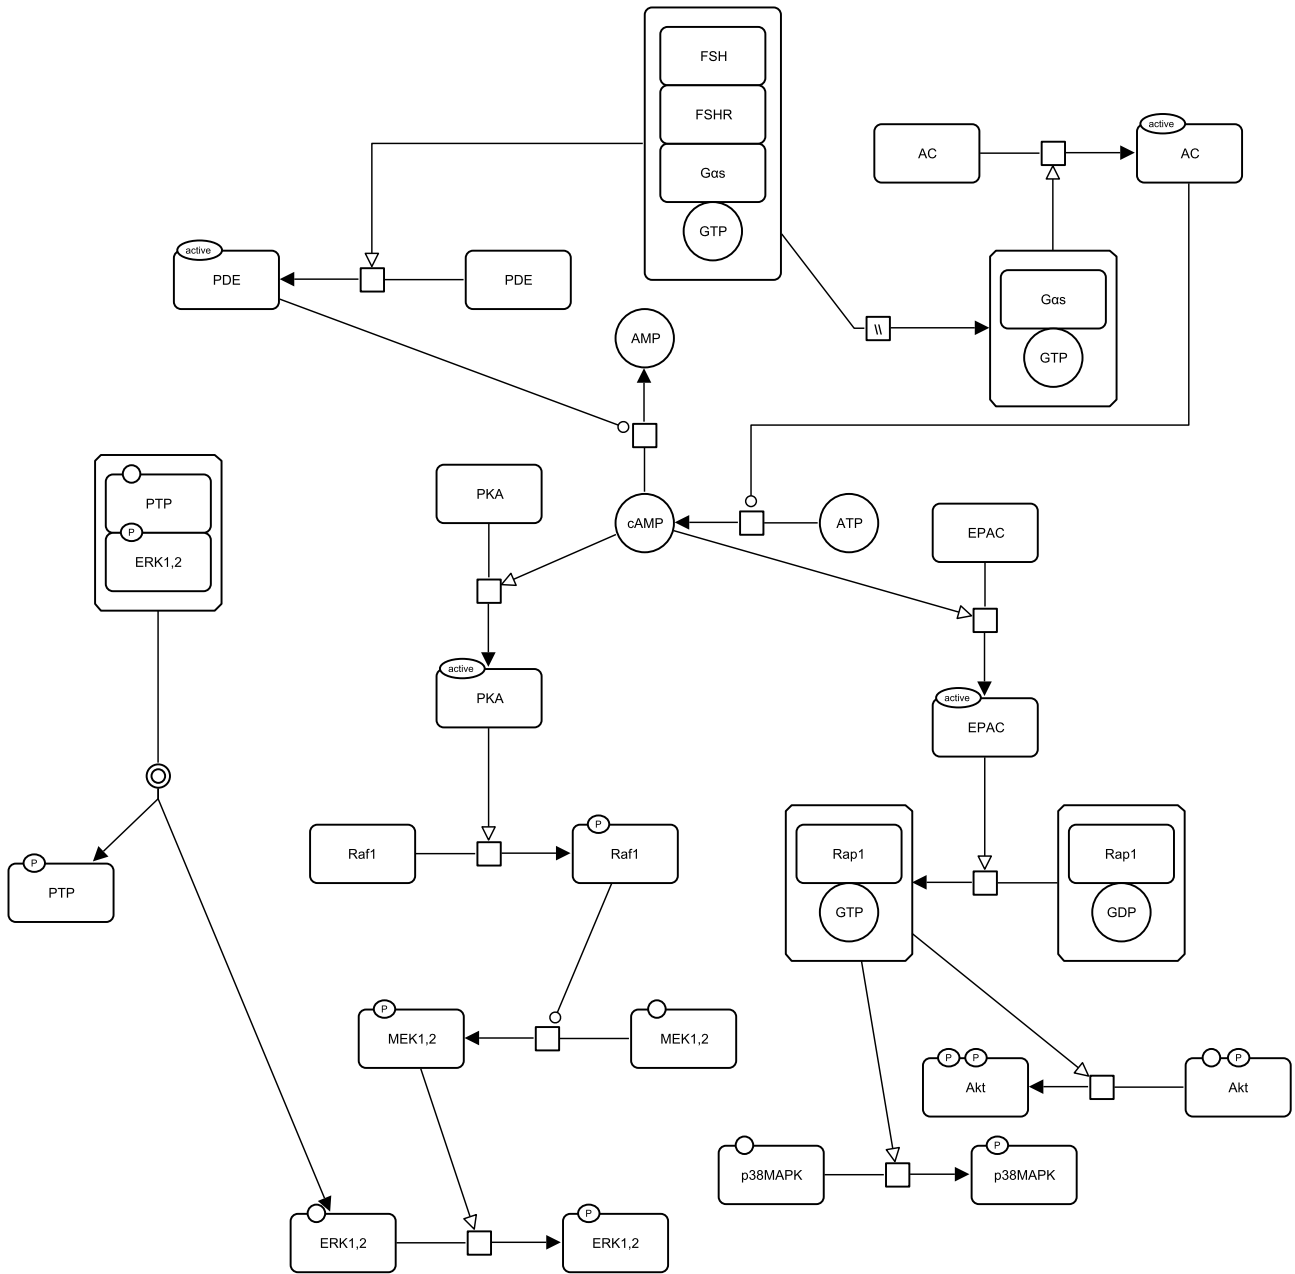 FSH
FSHR
Gαs
GTP
AC
active
AC
active
PDE
PDE
Gαs
GTP
\\
AMP
PTP
P
ERK1,2
PKA
cAMP
ATP
EPAC
active
PKA
active
EPAC
P
PTP
Raf1
P
Raf1
Rap1
GTP
Rap1
GDP
P
MEK1,2
MEK1,2
P P
Akt
P
Akt
p38MAPK
P
p38MAPK
ERK1,2
P
ERK1,2